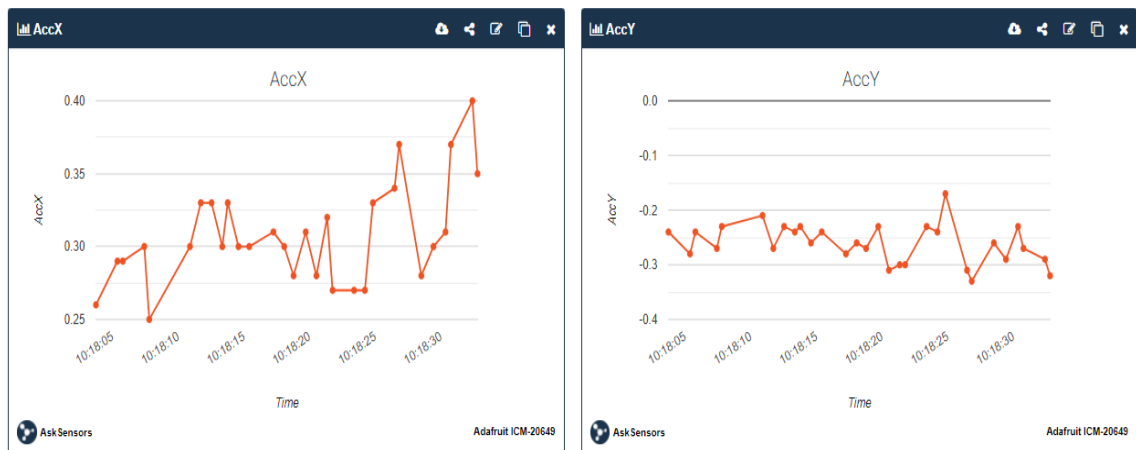 AccX
AccX
0.40
0.35
0.30
0.25
AccX
10:18:05
10:18:10
10:18:15
10:18:20
10:18:25
10:18:30
Time
AskSensors
Adafruit ICM-20649
AccY
AccY
0.0
-0.1
-0.2
-0.3
-0.4
AccY
10:18:05
10:18:10
10:18:15
10:18:20
10:18:25
10:18:30
Time
AskSensors
Adafruit ICM-20649